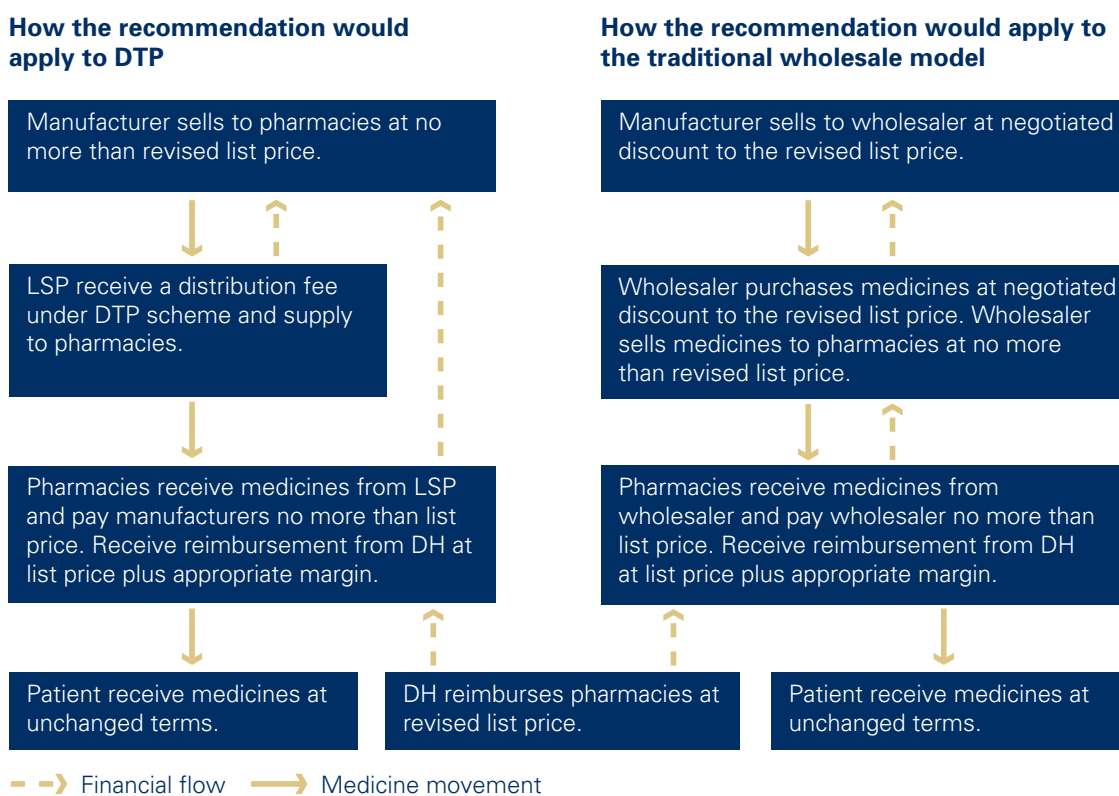 How the recommendation would
apply to DTP
Manufacturer sells to pharmacies at no
more than revised list price.
LSP receive a distribution fee
under DTP scheme and supply
to pharmacies.
Pharmacies receive medicines from LSP
and pay manufacturers no more than list
price. Receive reimbursement from DH at
list price plus appropriate margin.
Patient receive medicines at
unchanged terms.
DH reimburses pharmacies at
revised list price.
How the recommendation would apply to
the traditional wholesale model
Manufacturer sells to wholesaler at negotiated
discount to the revised list price.
Wholesaler purchases medicines at negotiated
discount to the revised list price. Wholesaler
sells medicines to pharmacies at no more
than revised list price.
Pharmacies receive medicines from
wholesaler and pay wholesaler no more than
list price. Receive reimbursement from DH
at list price plus appropriate margin.
Patient receive medicines at
unchanged terms.
Financial flow
Medicine movement